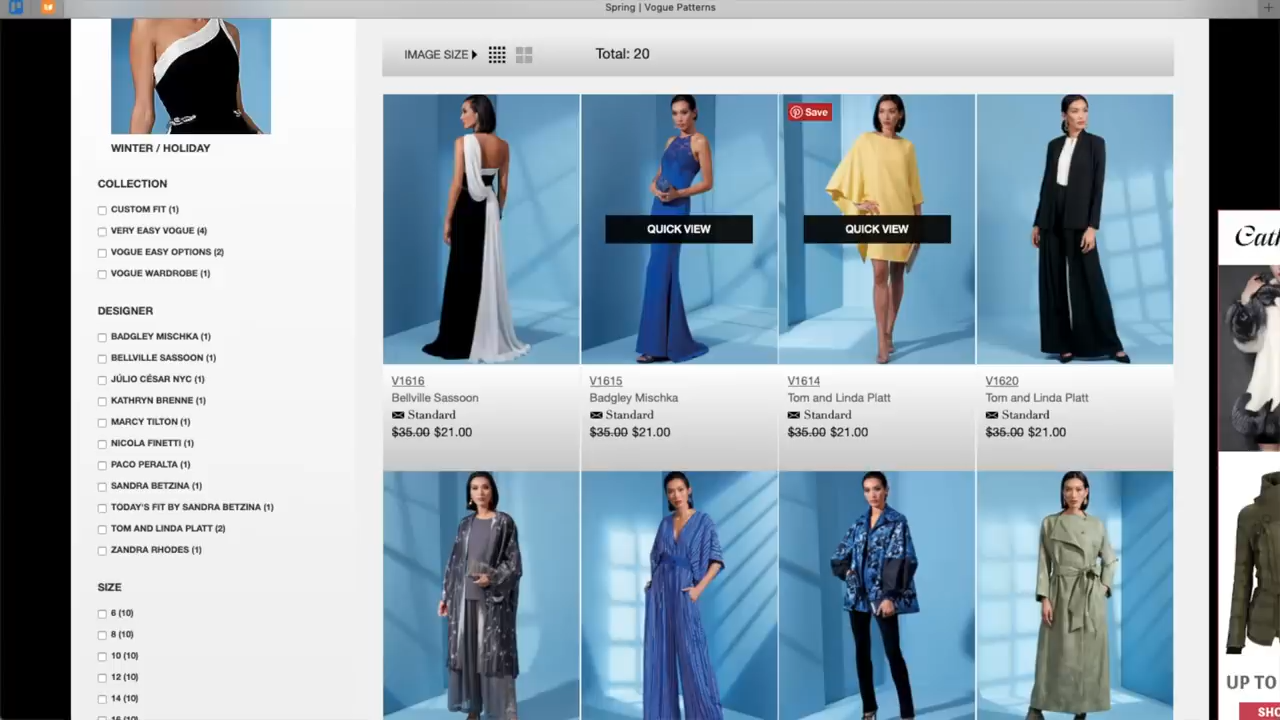 Spring | Vogue Patterns
IMAGE SIZE
Total: 20
WINTER / HOLIDAY
COLLECTION
CUSTOM FIT (1)
VERY EASY VOGUE (4)
VOGUE EASY OPTIONS (2)
VOGUE WARDROBE (1)
DESIGNER
BADGLEY MISCHKA (1)
BELLVILLE SASSOON (1)
JÚLIO CÉSAR NYC (1)
KATHRYN BRENNE (1)
MARCY TILTON (1)
NICOLA FINETTI (1)
PACO PERALTA (1)
SANDRA BETZINA (1)
TODAY'S FIT BY SANDRA BETZINA (1)
TOM AND LINDA PLATT (2)
ZANDRA RHODES (1)
SIZE
6 (10)
8 (10)
10 (10)
12 (10)
14 (10)
16 (10)
Save
QUICK VIEW
QUICK VIEW
V1616
Bellville Sassoon
Standard
$35.00 $21.00
V1615
Badgley Mischka
Standard
$35.00 $21.00
V1614
Tom and Linda Platt
Standard
$35.00 $21.00
V1620
Tom and Linda Platt
Standard
$35.00 $21.00
Cath
UP TO
SHO